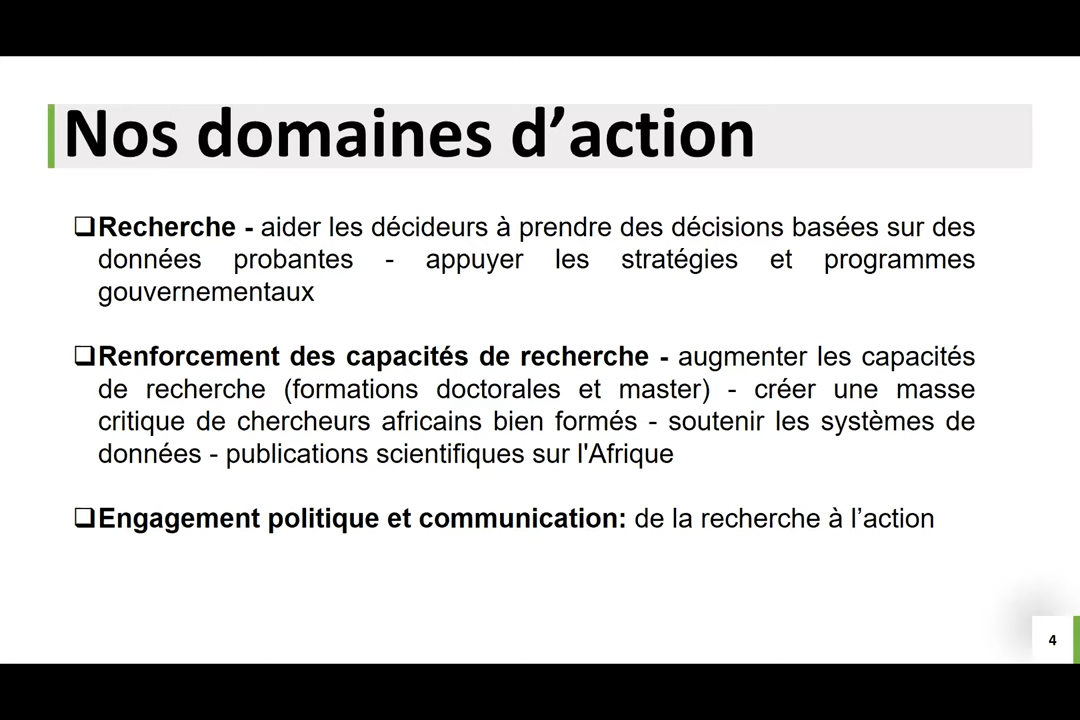 Nos domaines d’action
❑Recherche - aider les décideurs à prendre des décisions basées sur des
données probantes - appuyer les stratégies et programmes
gouvernementaux
❑Renforcement des capacités de recherche - augmenter les capacités
de recherche (formations doctorales et master) - créer une masse
critique de chercheurs africains bien formés - soutenir les systèmes de
données - publications scientifiques sur l'Afrique
❑Engagement politique et communication: de la recherche à l’action
4